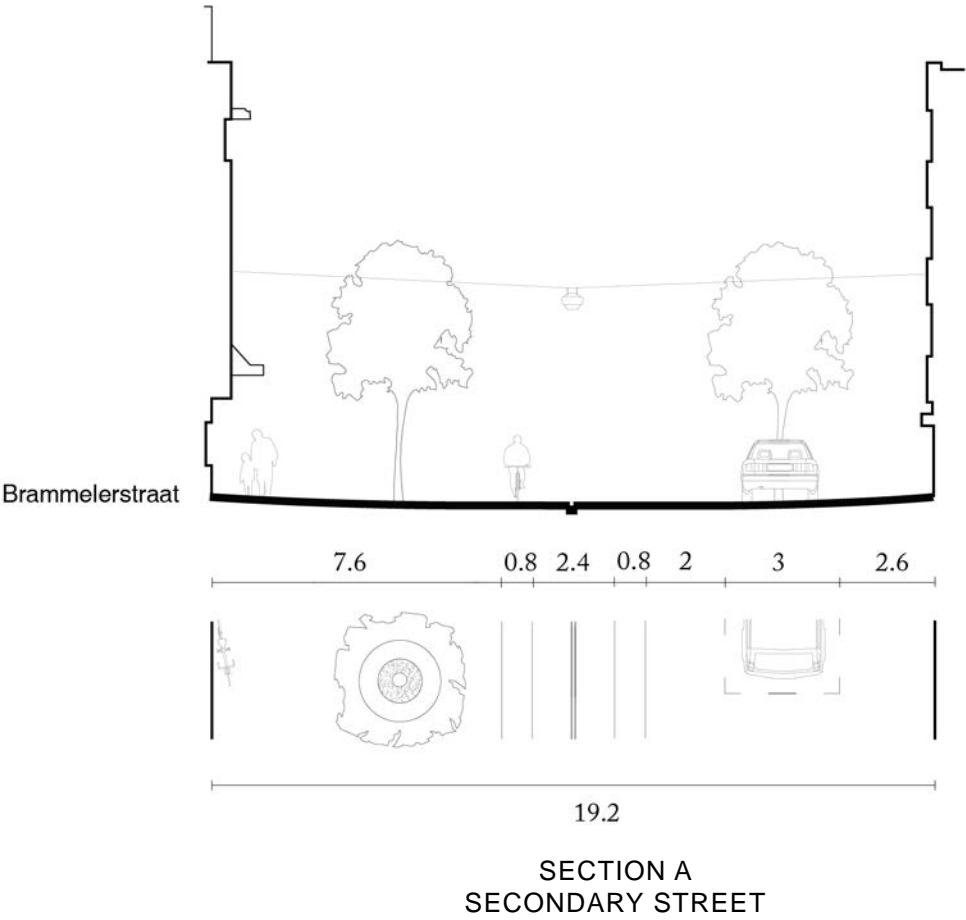 Brammelerstraat
7.6 0.8 2.4 0.8 2 3 2.6
19.2
SECTION A
SECONDARY STREET